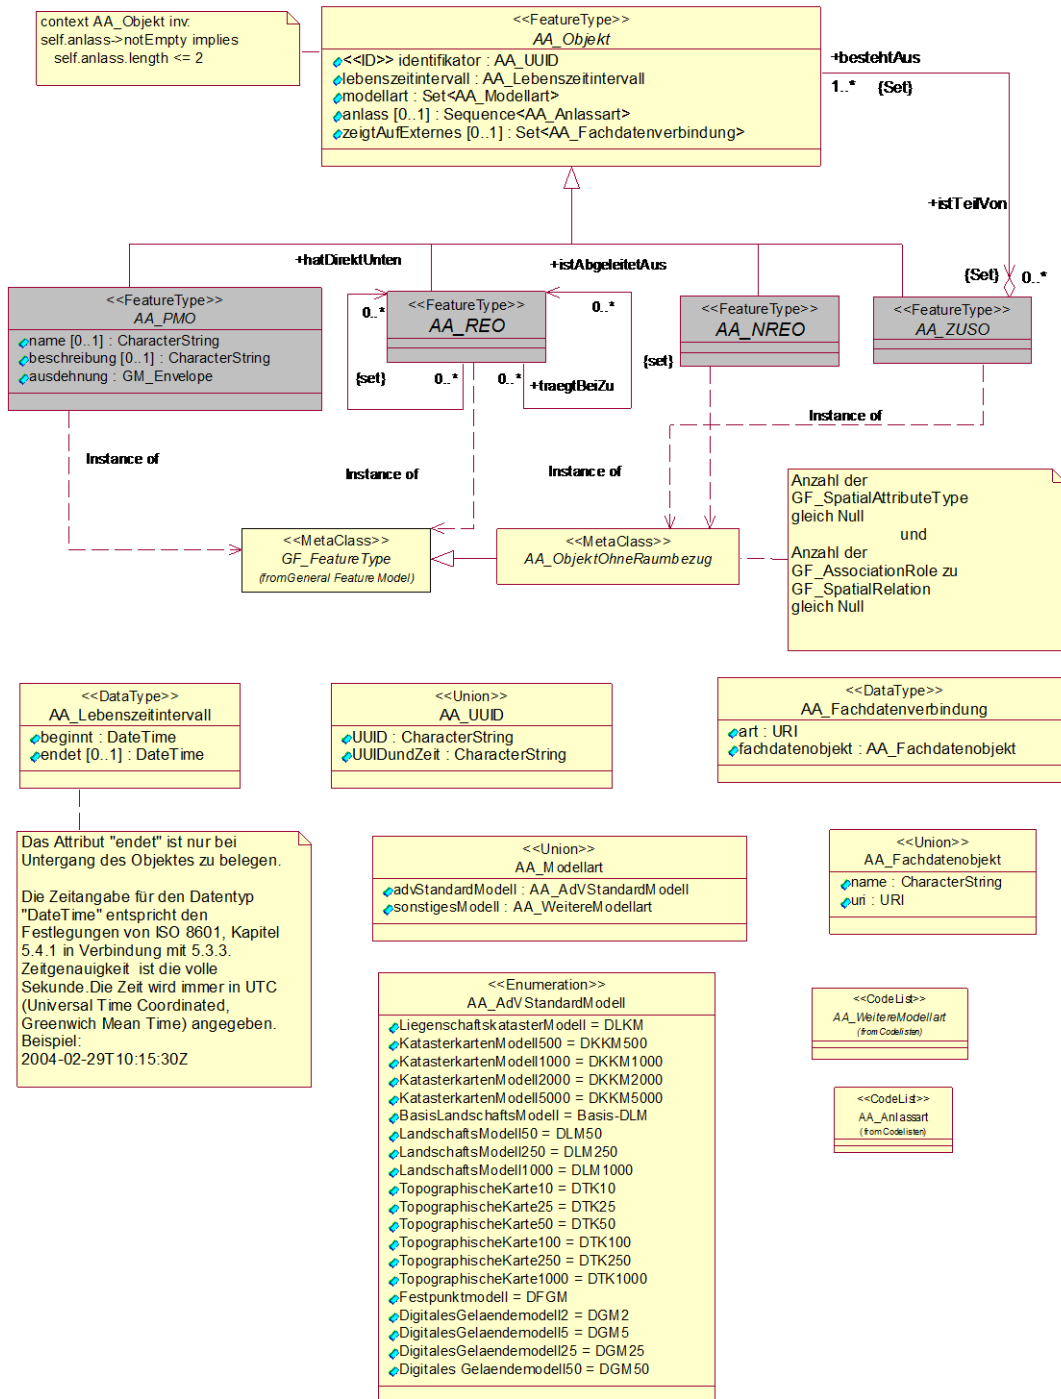 context AA_Objekt inv:
self.anlass->notEmpty implies
self.anlass.length <= 2
<<FeatureType>>
AA_Objekt
<<ID>> identifikator : AA_UUID
lebenszeitintervall : AA_Lebenszeitintervall
modellart : Set<AA_Modellart>
anlass [0..1] : Sequence<AA_Anlassart>
zeigtAufExternes [0..1] : Set<AA_Fachdatenverbindung>
+bestehtAus
1..* {Set}
+istTeilVon
{Set} 0..*
+hatDirektUnten
+istAbgeleitetAus
<<FeatureType>>
AA_PMO
name [0..1] : CharacterString
beschreibung [0..1] : CharacterString
ausdehnung : GM_Envelope
<<FeatureType>>
AA_REO
0..*
0..*
{set}
0..*
0..*
+traegtBeiZu
{set}
<<FeatureType>>
AA_NREO
<<FeatureType>>
AA_ZUSO
Instance of
Instance of
Instance of
Instance of
<<MetaClass>>
GF_FeatureType
(fromGeneral Feature Model)
<<MetaClass>>
AA_ObjektOhneRaumbezug
Anzahl der
GF_SpatialAttributeType
gleich Null
und
Anzahl der
GF_AssociationRole zu
GF_SpatialRelation
gleich Null
<<DataType>>
AA_Lebenszeitintervall
beginnt : DateTime
endet [0..1] : DateTime
<<Union>>
AA_UUID
UUID : CharacterString
UUIDundZeit : CharacterString
<<DataType>>
AA_Fachdatenverbindung
art : URI
fachdatenobjekt : AA_Fachdatenobjekt
Das Attribut "endet" ist nur bei
Untergang des Objektes zu belegen.
Die Zeitangabe für den Datentyp
"DateTime" entspricht den
Festlegungen von ISO 8601, Kapitel
5.4.1 in Verbindung mit 5.3.3.
Zeitgenauigkeit ist die volle
Sekunde.Die Zeit wird immer in UTC
(Universal Time Coordinated,
Greenwich Mean Time) angegeben.
Beispiel:
2004-02-29T10:15:30Z
<<Union>>
AA_Modellart
advStandardModell : AA_AdVStandardModell
sonstigesModell : AA_WeitereModellart
<<Union>>
AA_Fachdatenobjekt
name : CharacterString
uri : URI
<<Enumeration>>
AA_AdVStandardModell
LiegenschaftskatasterModell = DLKM
KatasterkartenModell500 = DKKM500
KatasterkartenModell1000 = DKKM1000
KatasterkartenModell2000 = DKKM2000
KatasterkartenModell5000 = DKKM5000
BasisLandschaftsModell = Basis-DLM
LandschaftsModell50 = DLM50
LandschaftsModell250 = DLM250
LandschaftsModell1000 = DLM1000
TopographischeKarte10 = DTK10
TopographischeKarte25 = DTK25
TopographischeKarte50 = DTK50
TopographischeKarte100 = DTK100
TopographischeKarte250 = DTK250
TopographischeKarte1000 = DTK1000
Festpunktmodell = DFGM
DigitalesGelaendemodell2 = DGM2
DigitalesGelaendemodell5 = DGM5
DigitalesGelaendemodell25 = DGM25
Digitales Gelaendemodell50 = DGM50
<<CodeList>>
AA_WeitereModellart
(from Codelisten)
<<CodeList>>
AA_Anlassart
(from Codelisten)